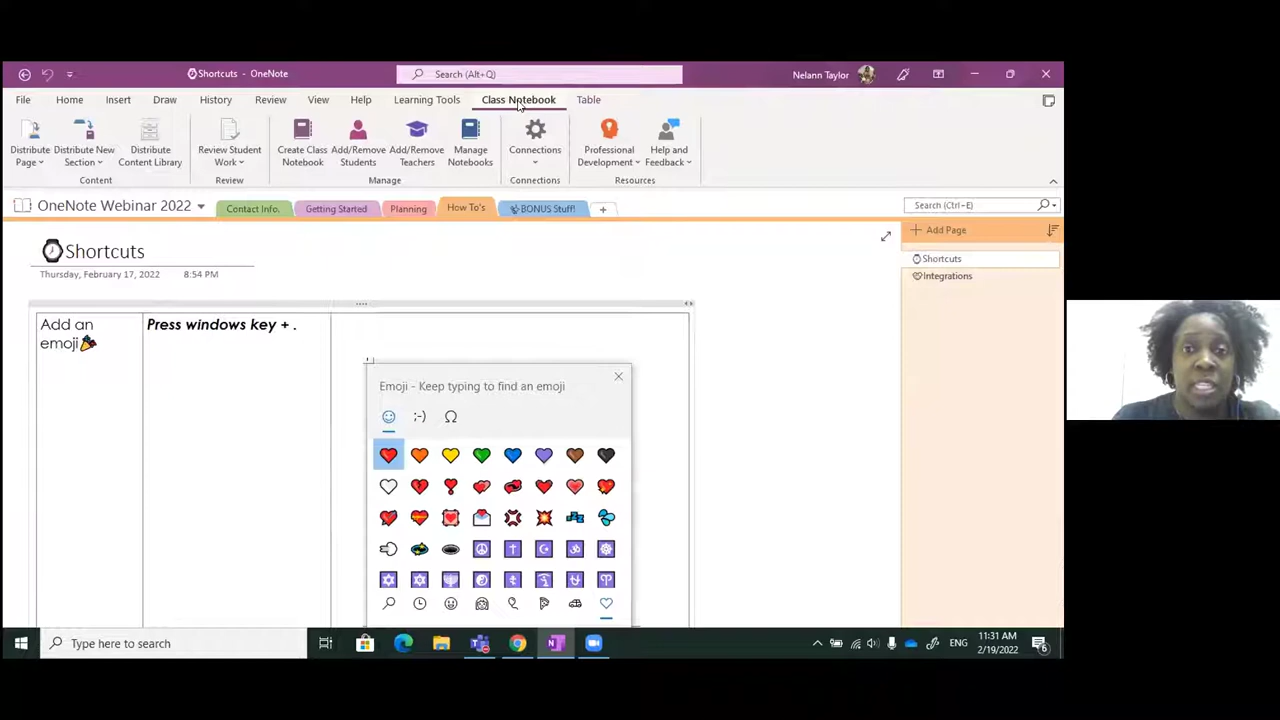 Shortcuts - OneNote
Search (Alt+Q)
Nelann Taylor
File Home Insert Draw History Review View Help Learning Tools Class Notebook Table
Distribute Page
Distribute New Section
Distribute Content Library
Content
Review Student Work
Review
Create Class Notebook
Add/Remove Students
Add/Remove Teachers
Manage Notebooks
Manage
Connections
Connections
Professional Development
Help and Feedback
Resources
OneNote Webinar 2022
Contact Info. Getting Started Planning How To's BONUS Stuff!
Search (Ctrl+E)
Add Page
Shortcuts
Integrations
Shortcuts
Thursday, February 17, 2022 8:54 PM
Add an
emoji
Press windows key + .
Emoji - Keep typing to find an emoji
;-) Ω
Type here to search
ENG
11:31 AM
2/19/2022
6